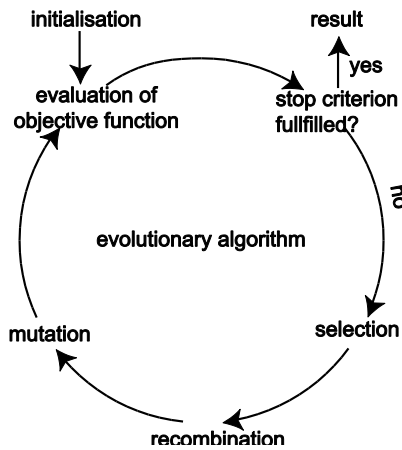 initialisation
result
yes
evaluation of
objective function
stop criterion
fullfilled?
no
evolutionary algorithm
mutation
selection
recombination